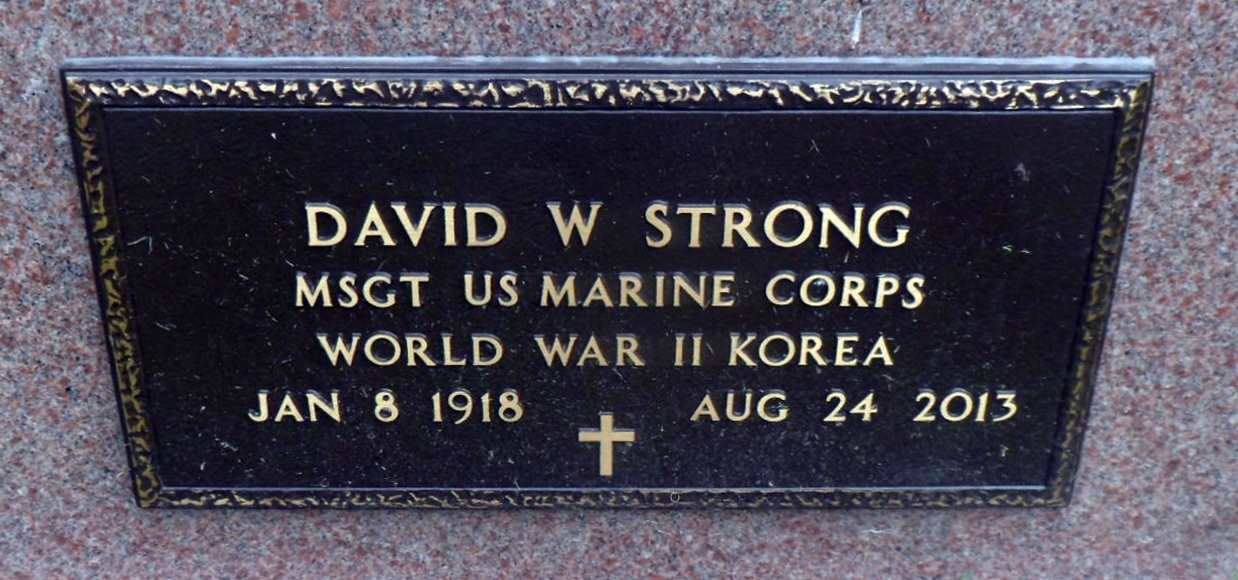 DAVID W STRONG
MSGT US MARINE CORPS
WORLD WAR II KOREA
JAN 8 1918 AUG 24 2013